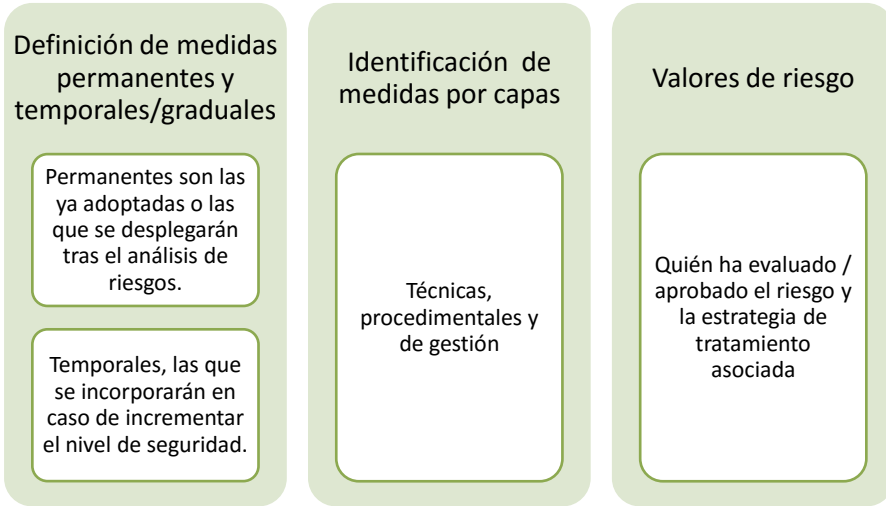 Definición de medidas
permanentes y
temporales/graduales
Permanentes son las
ya adoptadas o las
que se desplegarán
tras el análisis de
riesgos.
Temporales, las que
se incorporarán en
caso de incrementar
el nivel de seguridad.
Identificación de
medidas por capas
Técnicas,
procedimentales y
de gestión
Valores de riesgo
Quién ha evaluado /
aprobado el riesgo y
la estrategia de
tratamiento
asociada